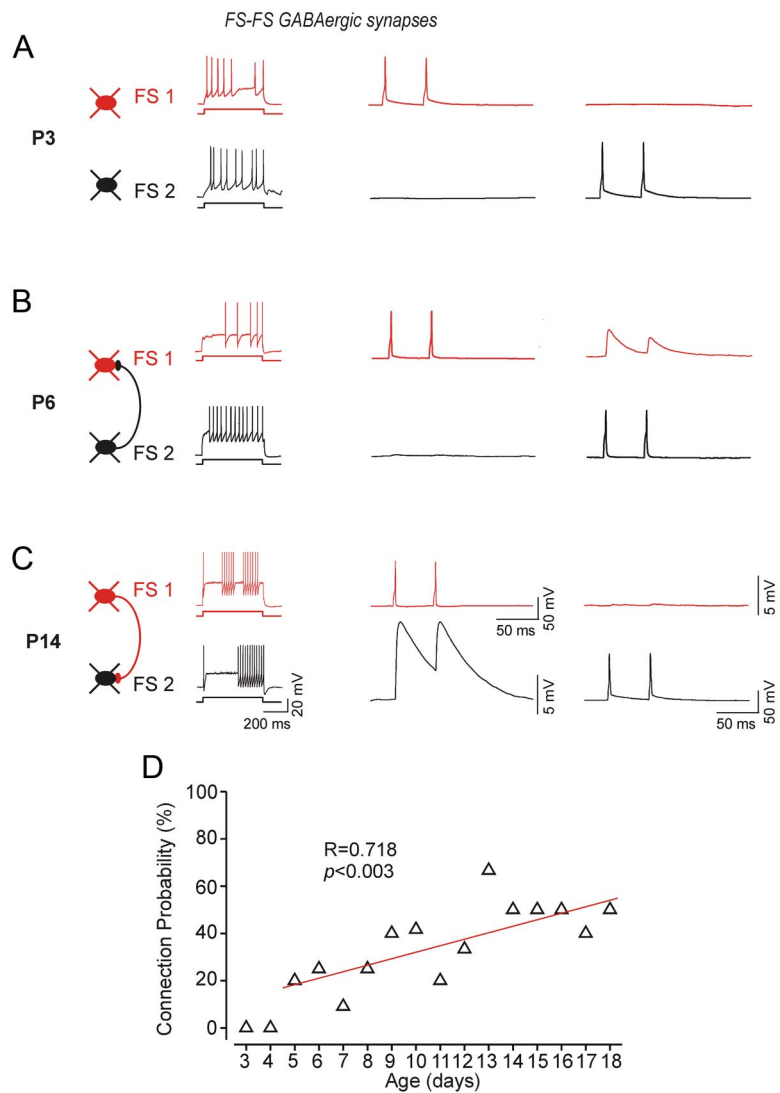 FS-FS GABAergic synapses
A
FS 1
P3
FS 2
B
FS 1
P6
FS 2
C
FS 1
50 ms
50 mV
5 mV
P14
FS 2
200 ms
20 mV
5 mV
50 ms
50 mV
D
Connection Probability (%)
100
80
60
40
20
0
R=0.718
p<0.003
3 4 5 6 7 8 9 10 11 12 13 14 15 16 17 18
Age (days)